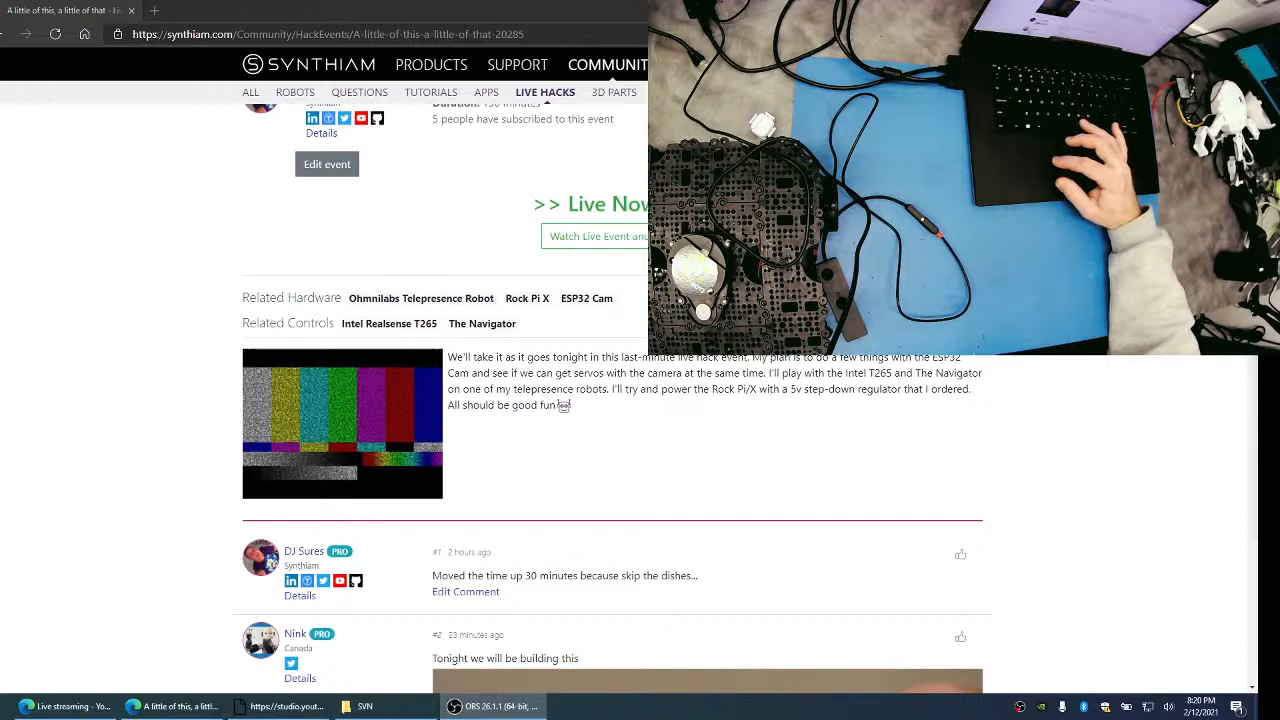 A little of this, a little of that - Li
https://synthiam.com/Community/HackEvents/A-little-of-this-a-little-of-that-20285
SYNTHIAM PRODUCTS SUPPORT COMMUNIT
ALL ROBOTS QUESTIONS TUTORIALS APPS LIVE HACKS 3D PARTS
Synthiam
Duration: 150 minutes
5 people have subscribed to this event
Details
Edit event
>> Live Now
Watch Live Event and
Related Hardware Ohmnilabs Telepresence Robot Rock Pi X ESP32 Cam
Related Controls Intel Realsense T265 The Navigator
We'll take it as it goes tonight in this last-minute live hack event. My plan is to do a few things with the ESP32
Cam and see if we can get servos with the camera at the same time. I'll play with the Intel T265 and The Navigator
on one of my telepresence robots. I'll try and power the Rock Pi/X with a 5v step-down regulator that I ordered.
All should be good fun
DJ Sures PRO
Synthiam
Details
#1 2 hours ago
Moved the time up 30 minutes because skip the dishes...
Edit Comment
Nink PRO
Canada
Details
#2 23 minutes ago
Tonight we will be building this
Live streaming - Yo...
A little of this, a littl...
https://studio.yout...
SVN
OBS 26.1.1 (64-bit, ...
8:20 PM
2/12/2021